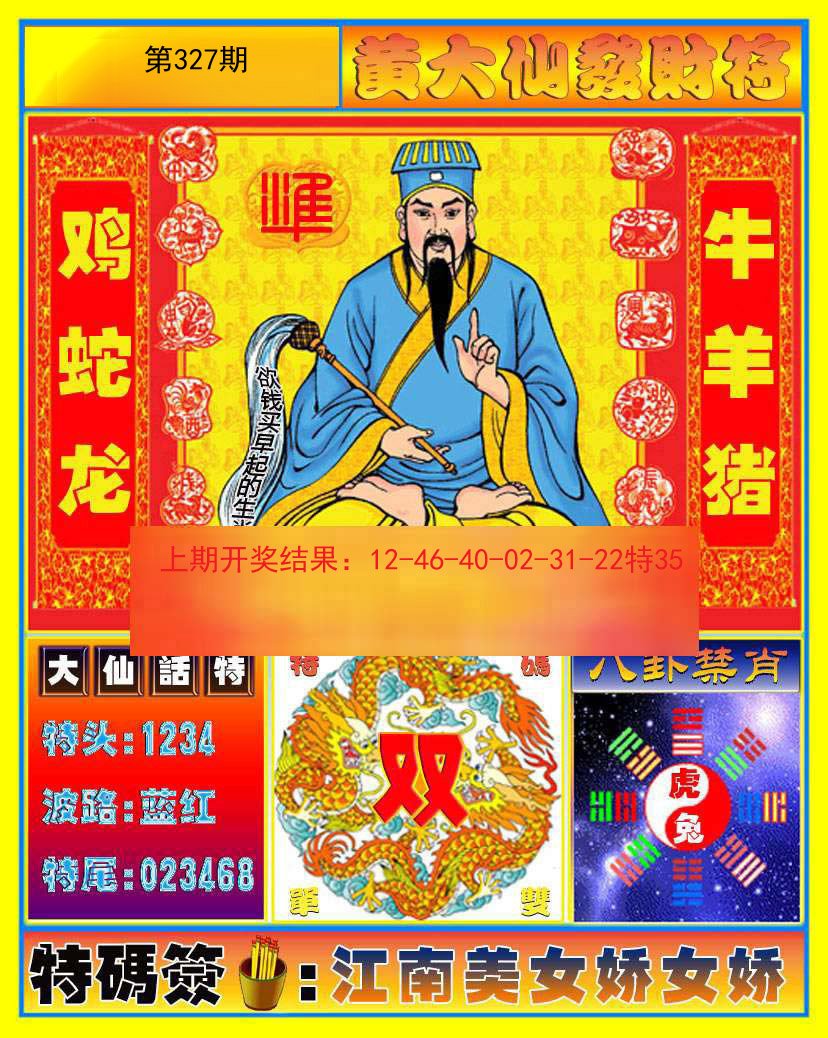 第327期
黄大仙發財符
鸡蛇龙
牛羊猪
欲钱买早起的生肖
上期开奖结果：12-46-40-02-31-22特35
大仙話特
特头:1234
波路:蓝红
特尾:023468
特 碼
双
單 雙
八卦禁肖
虎
兔
特碼簽:江南美女娇女娇